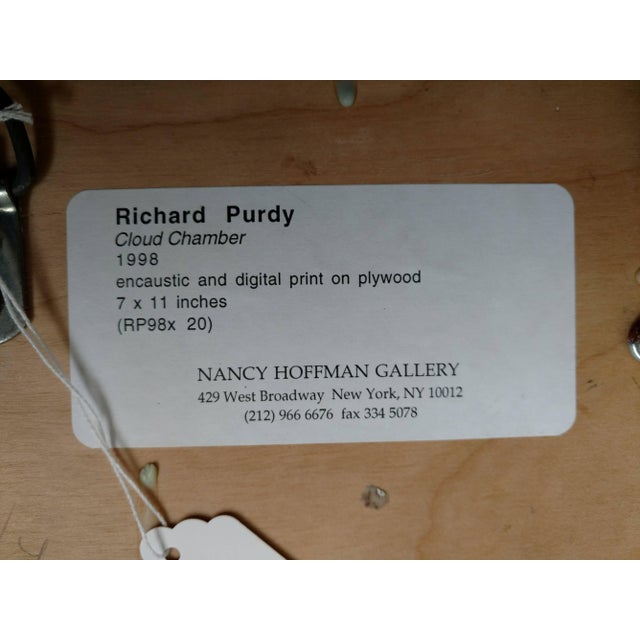 Richard Purdy
Cloud Chamber
1998
encaustic and digital print on plywood
7 x 11 inches
(RP98x 20)
NANCY HOFFMAN GALLERY
429 West Broadway New York, NY 10012
(212) 966 6676 fax 334 5078